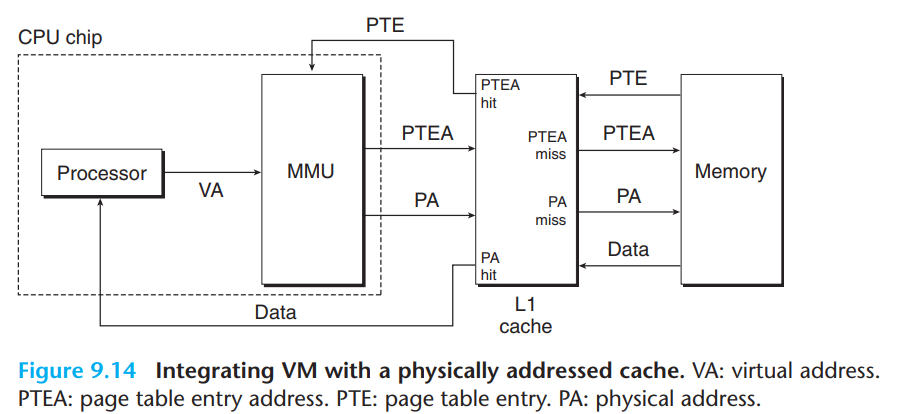 PTE
CPU chip
PTEA
hit
PTE
PTEA
PTEA
miss
PTEA
Processor
VA
MMU
Memory
PA
PA
miss
PA
PA
hit
Data
Data
L1
cache
Figure 9.14 Integrating VM with a physically addressed cache. VA: virtual address.
PTEA: page table entry address. PTE: page table entry. PA: physical address.